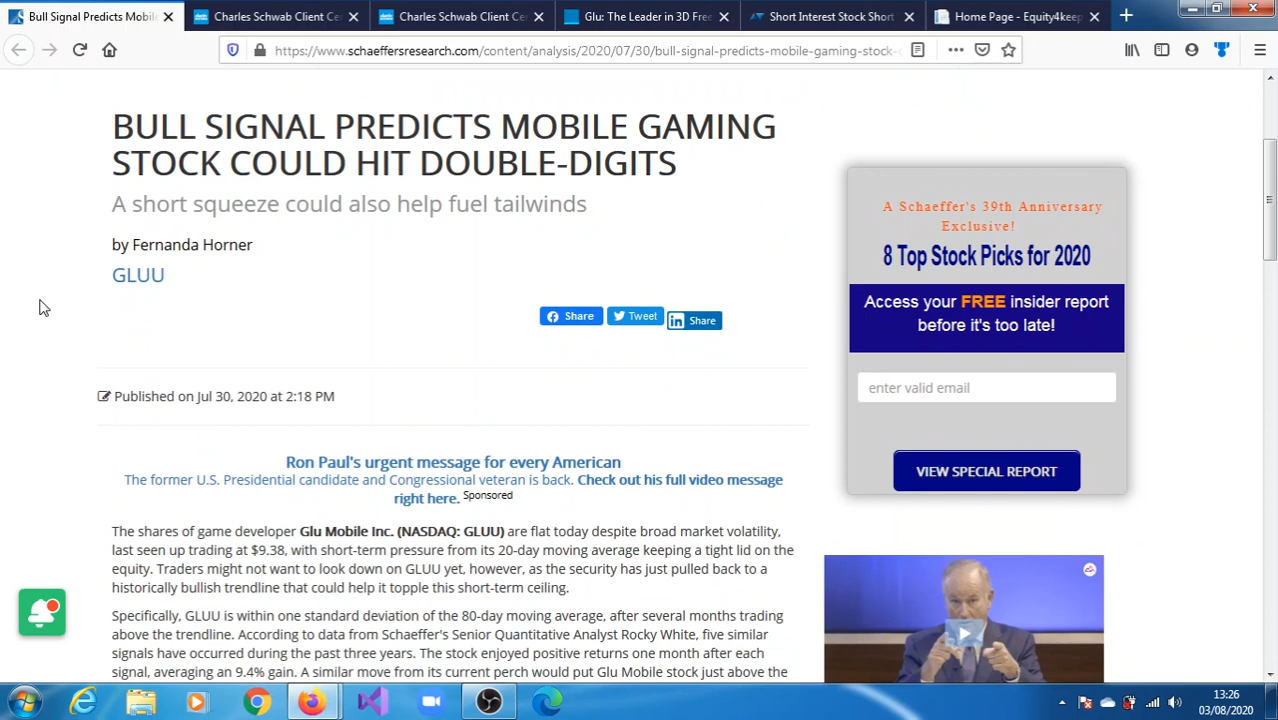 Bull Signal Predicts Mobile
Charles Schwab Client Ce
Charles Schwab Client Ce
Glu: The Leader in 3D Free
Short Interest Stock Short
Home Page - Equity4keep
https://www.schaeffersresearch.com/content/analysis/2020/07/30/bull-signal-predicts-mobile-gaming-stock-
BULL SIGNAL PREDICTS MOBILE GAMING
STOCK COULD HIT DOUBLE-DIGITS
A short squeeze could also help fuel tailwinds
by Fernanda Horner
GLUU
Share
Tweet
in Share
Published on Jul 30, 2020 at 2:18 PM
Ron Paul's urgent message for every American
The former U.S. Presidential candidate and Congressional veteran is back. Check out his full video message
right here. Sponsored
The shares of game developer Glu Mobile Inc. (NASDAQ: GLUU) are flat today despite broad market volatility,
last seen up trading at $9.38, with short-term pressure from its 20-day moving average keeping a tight lid on the
equity. Traders might not want to look down on GLUU yet, however, as the security has just pulled back to a
historically bullish trendline that could help it topple this short-term ceiling.
Specifically, GLUU is within one standard deviation of the 80-day moving average, after several months trading
above the trendline. According to data from Schaeffer's Senior Quantitative Analyst Rocky White, five similar
signals have occurred during the past three years. The stock enjoyed positive returns one month after each
signal, averaging an 9.4% gain. A similar move from its current perch would put Glu Mobile stock just above the
A Schaeffer's 39th Anniversary
Exclusive!
8 Top Stock Picks for 2020
Access your FREE insider report
before it's too late!
enter valid email
VIEW SPECIAL REPORT
13:26
03/08/2020